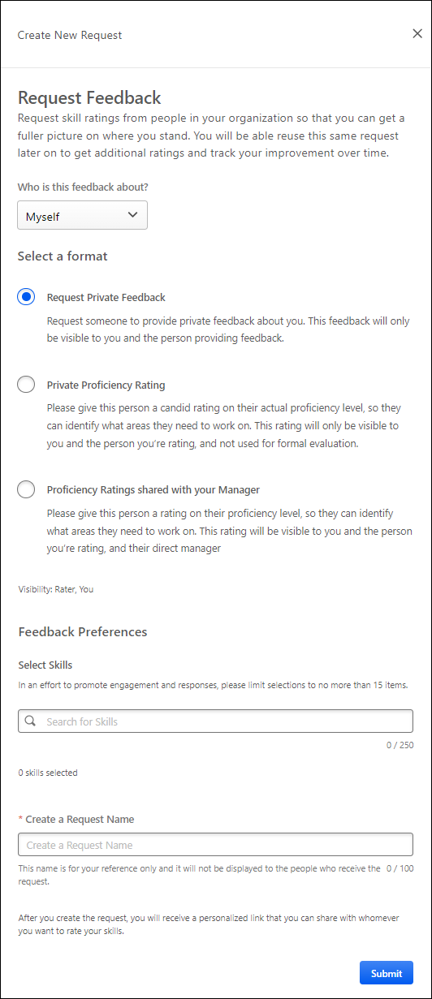 Create New Request
Request Feedback
Request skill ratings from people in your organization so that you can get a
fuller picture on where you stand. You will be able reuse this same request
later on to get additional ratings and track your improvement over time.
Who is this feedback about?
Myself
Select a format
Request Private Feedback
Request someone to provide private feedback about you. This feedback will only
be visible to you and the person providing feedback.
Private Proficiency Rating
Please give this person a candid rating on their actual proficiency level, so they
can identify what areas they need to work on. This rating will only be visible to
you and the person you're rating, and not used for formal evaluation.
Proficiency Ratings shared with your Manager
Please give this person a rating on their proficiency level, so they can identify
what areas they need to work on. This rating will be visible to you and the person
you're rating, and their direct manager
Visibility: Rater, You
Feedback Preferences
Select Skills
In an effort to promote engagement and responses, please limit selections to no more than 15 items.
Search for Skills
0 / 250
0 skills selected
* Create a Request Name
Create a Request Name
This name is for your reference only and it will not be displayed to the people who receive the 0 / 100
request.
After you create the request, you will receive a personalized link that you can share with whomever
you want to rate your skills.
Submit